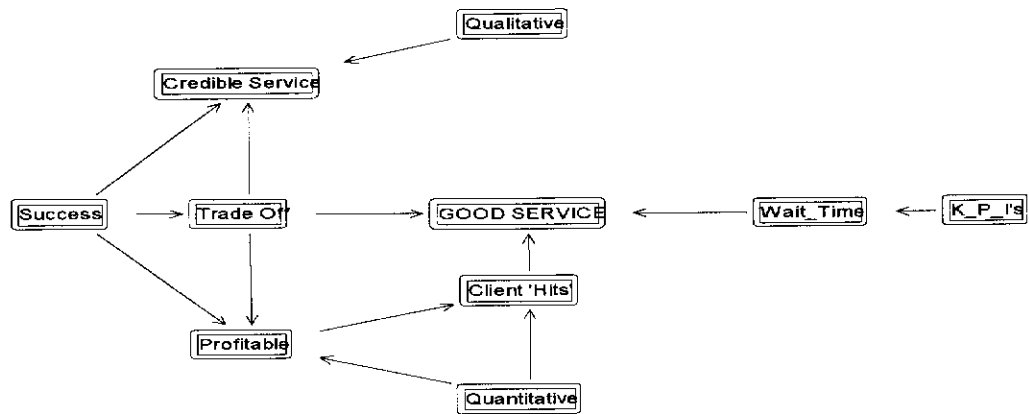 Qualitative
Credible Service
Success
Trade Off
GOOD SERVICE
Wait_Time
K_P_I's
Client 'Hits'
Profitable
Quantitative